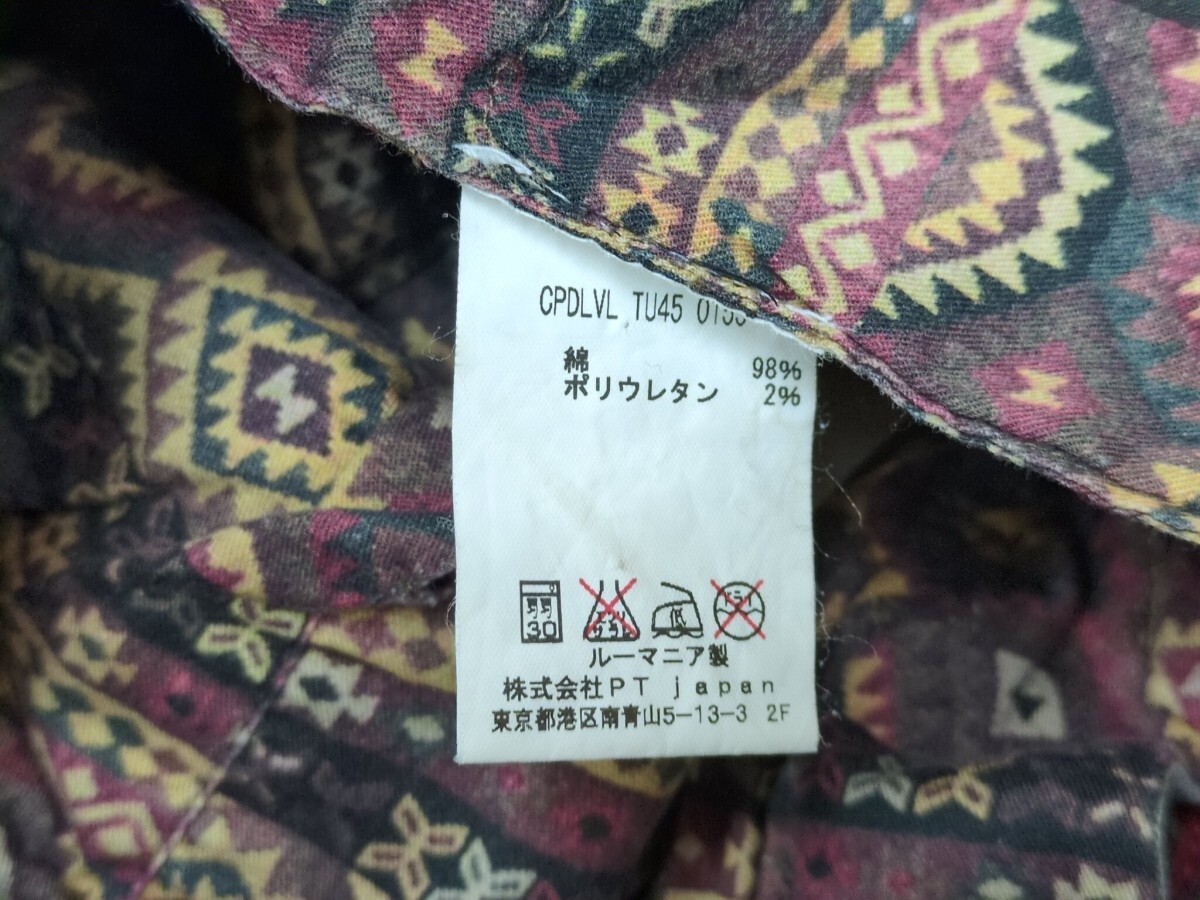 CPDLVL TU45
綿 98%
ポリウレタン 2%
弱 30
低
ルーマニア製
株式会社PT japan
東京都港区南青山5-13-3 2F